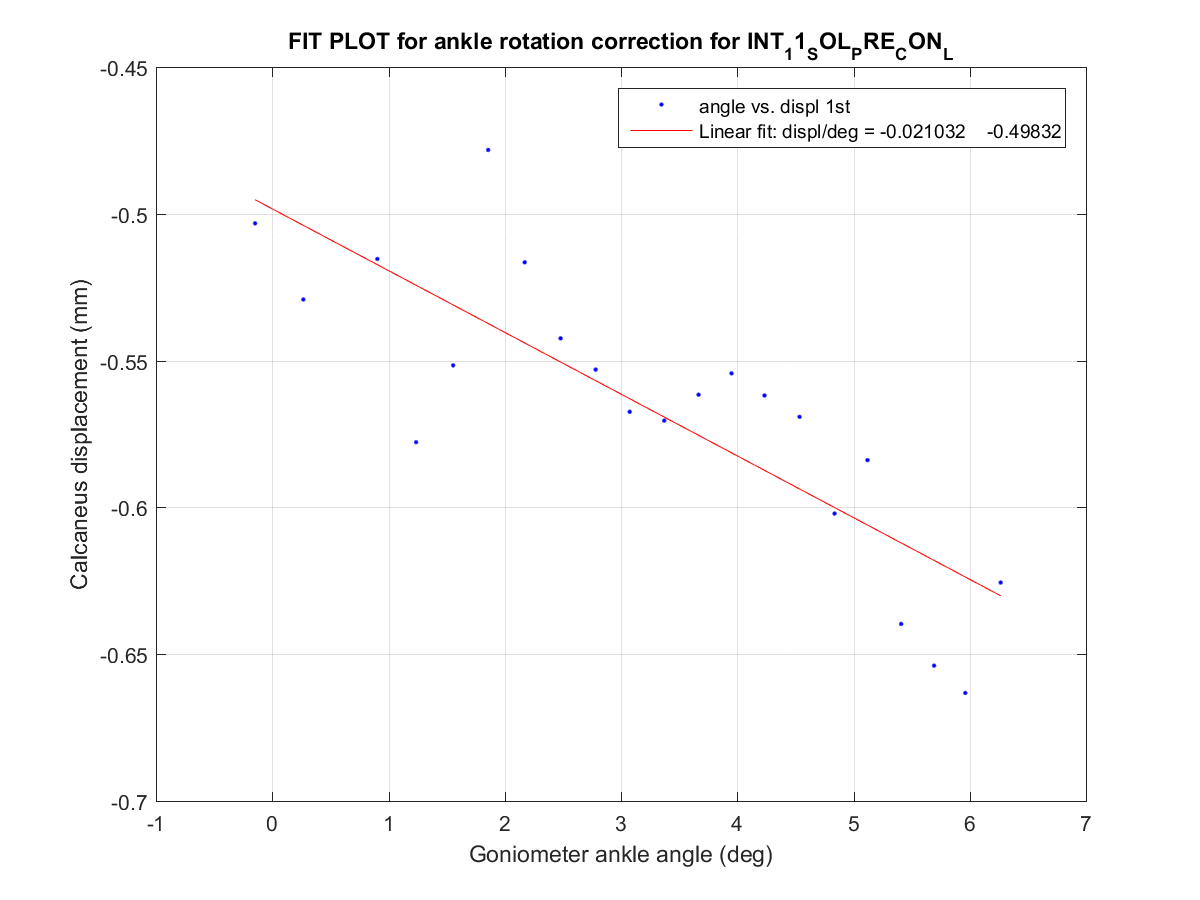 FIT PLOT for ankle rotation correction for INT₁1ₛOLₚRE꜀ON_L
angle vs. displ 1st
Linear fit: displ/deg = -0.021032 -0.49832
Calcaneus displacement (mm)
-0.45
-0.5
-0.55
-0.6
-0.65
-0.7
-1 0 1 2 3 4 5 6 7
Goniometer ankle angle (deg)